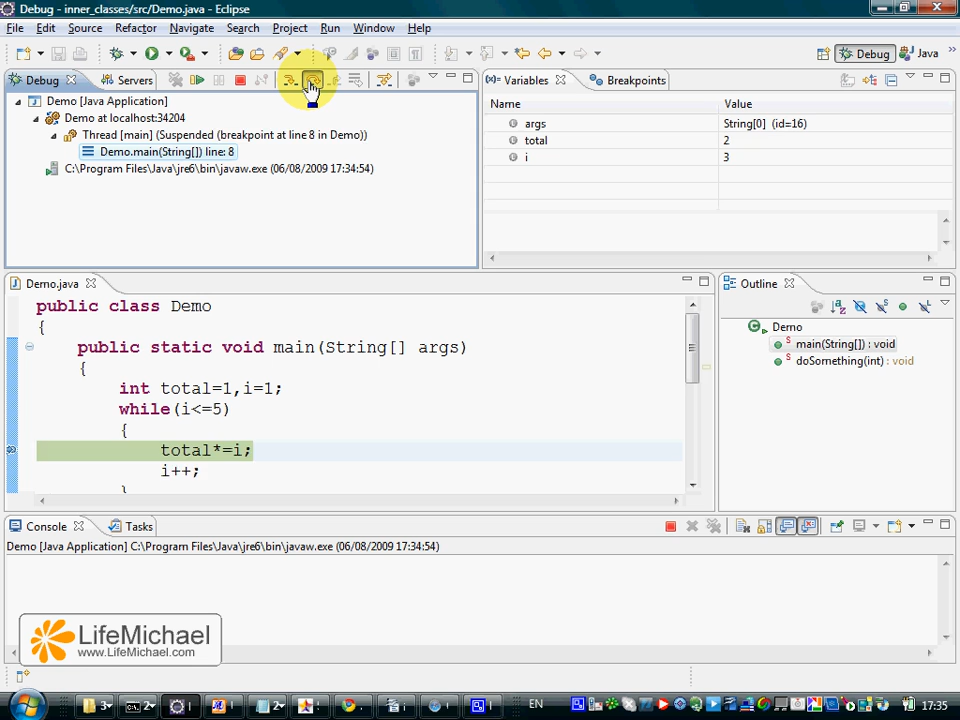 Debug - inner_classes/src/Demo.java - Eclipse
File Edit Source Refactor Navigate Search Project Run Window Help
Debug Java
Debug Servers
Demo [Java Application]
Demo at localhost:34204
Thread [main] (Suspended (breakpoint at line 8 in Demo))
Demo.main(String[]) line: 8
C:\Program Files\Java\jre6\bin\javaw.exe (06/08/2009 17:34:54)
(x)= Variables Breakpoints
Name Value
args String[0] (id=16)
total 2
i 3
Demo.java
public class Demo
{
public static void main(String[] args)
{
int total=1,i=1;
while(i<=5)
{
total*=i;
i++;
}
Outline
Demo
main(String[]) : void
doSomething(int) : void
Console Tasks
Demo [Java Application] C:\Program Files\Java\jre6\bin\javaw.exe (06/08/2009 17:34:54)
LifeMichael
www.LifeMichael.com
3 2 2 EN 17:35